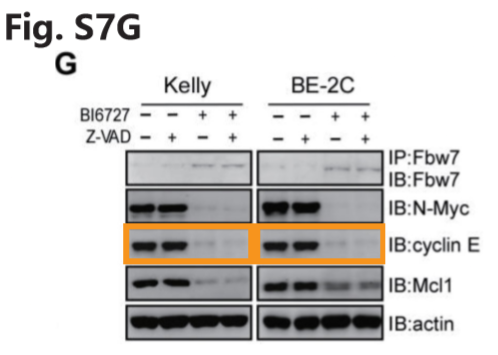 Fig. S7G
G
Kelly BE-2C
BI6727 - - + + - - + +
Z-VAD - + - + - + - +
IP:Fbw7
IB:Fbw7
IB:N-Myc
IB:cyclin E
IB:Mcl1
IB:actin